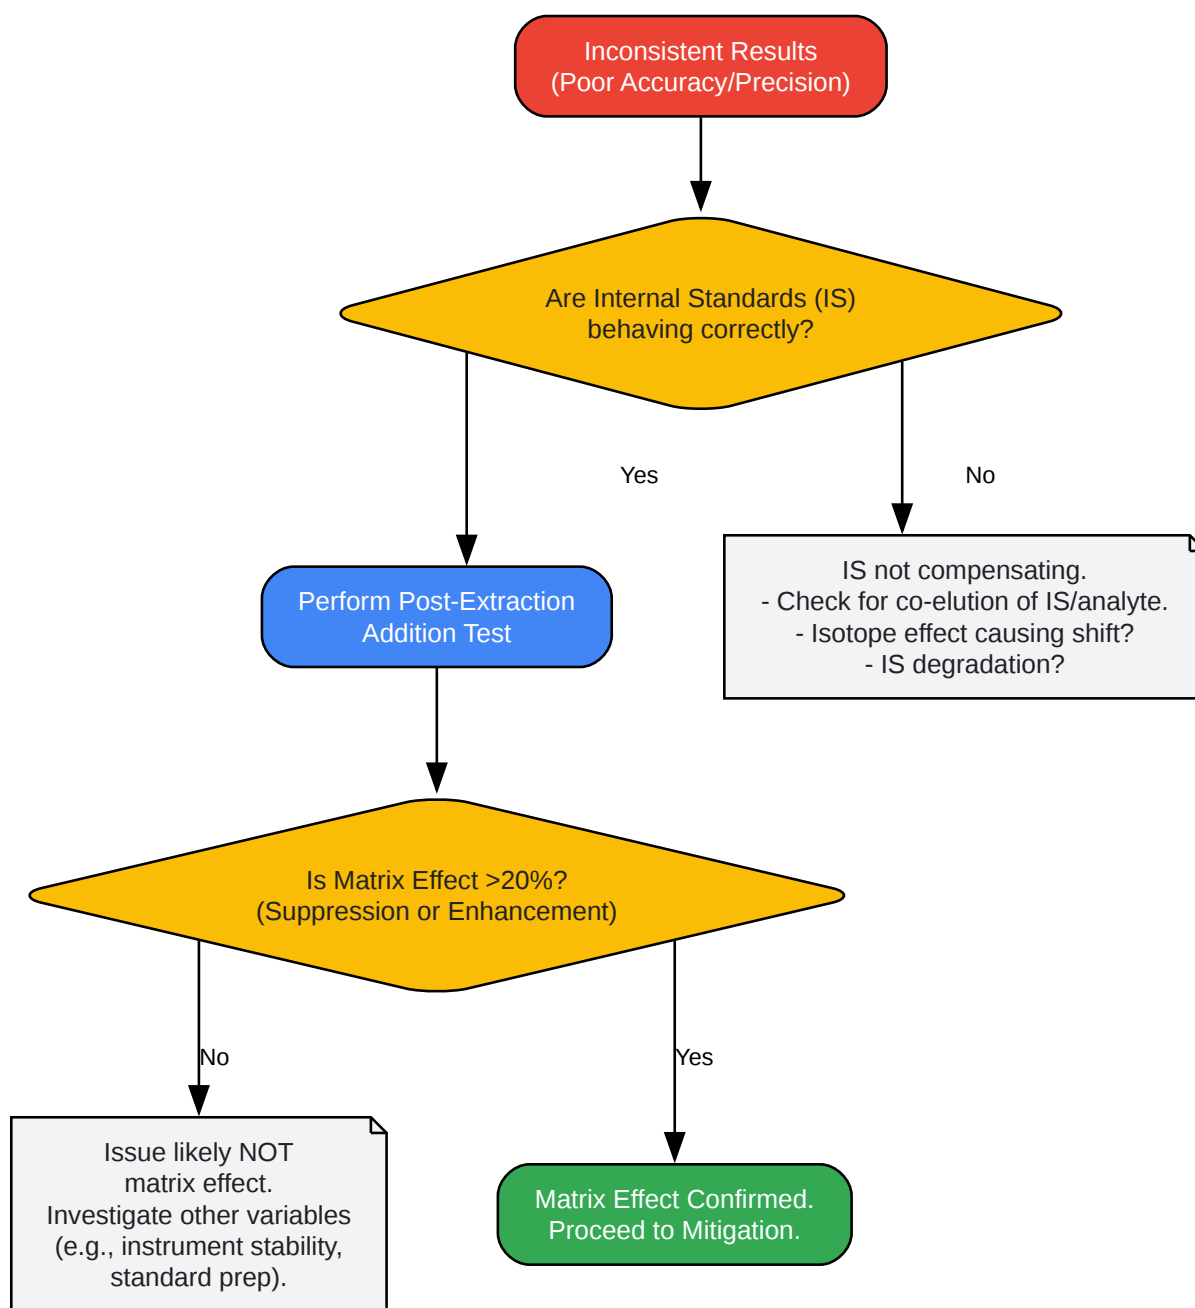 Inconsistent Results
(Poor Accuracy/Precision)
Are Internal Standards (IS)
behaving correctly?
Yes
No
IS not compensating.
- Check for co-elution of IS/analyte.
- Isotope effect causing shift?
- IS degradation?
Perform Post-Extraction
Addition Test
Is Matrix Effect >20%?
(Suppression or Enhancement)
No
Yes
Issue likely NOT
matrix effect.
Investigate other variables
(e.g., instrument stability,
standard prep).
Matrix Effect Confirmed.
Proceed to Mitigation.